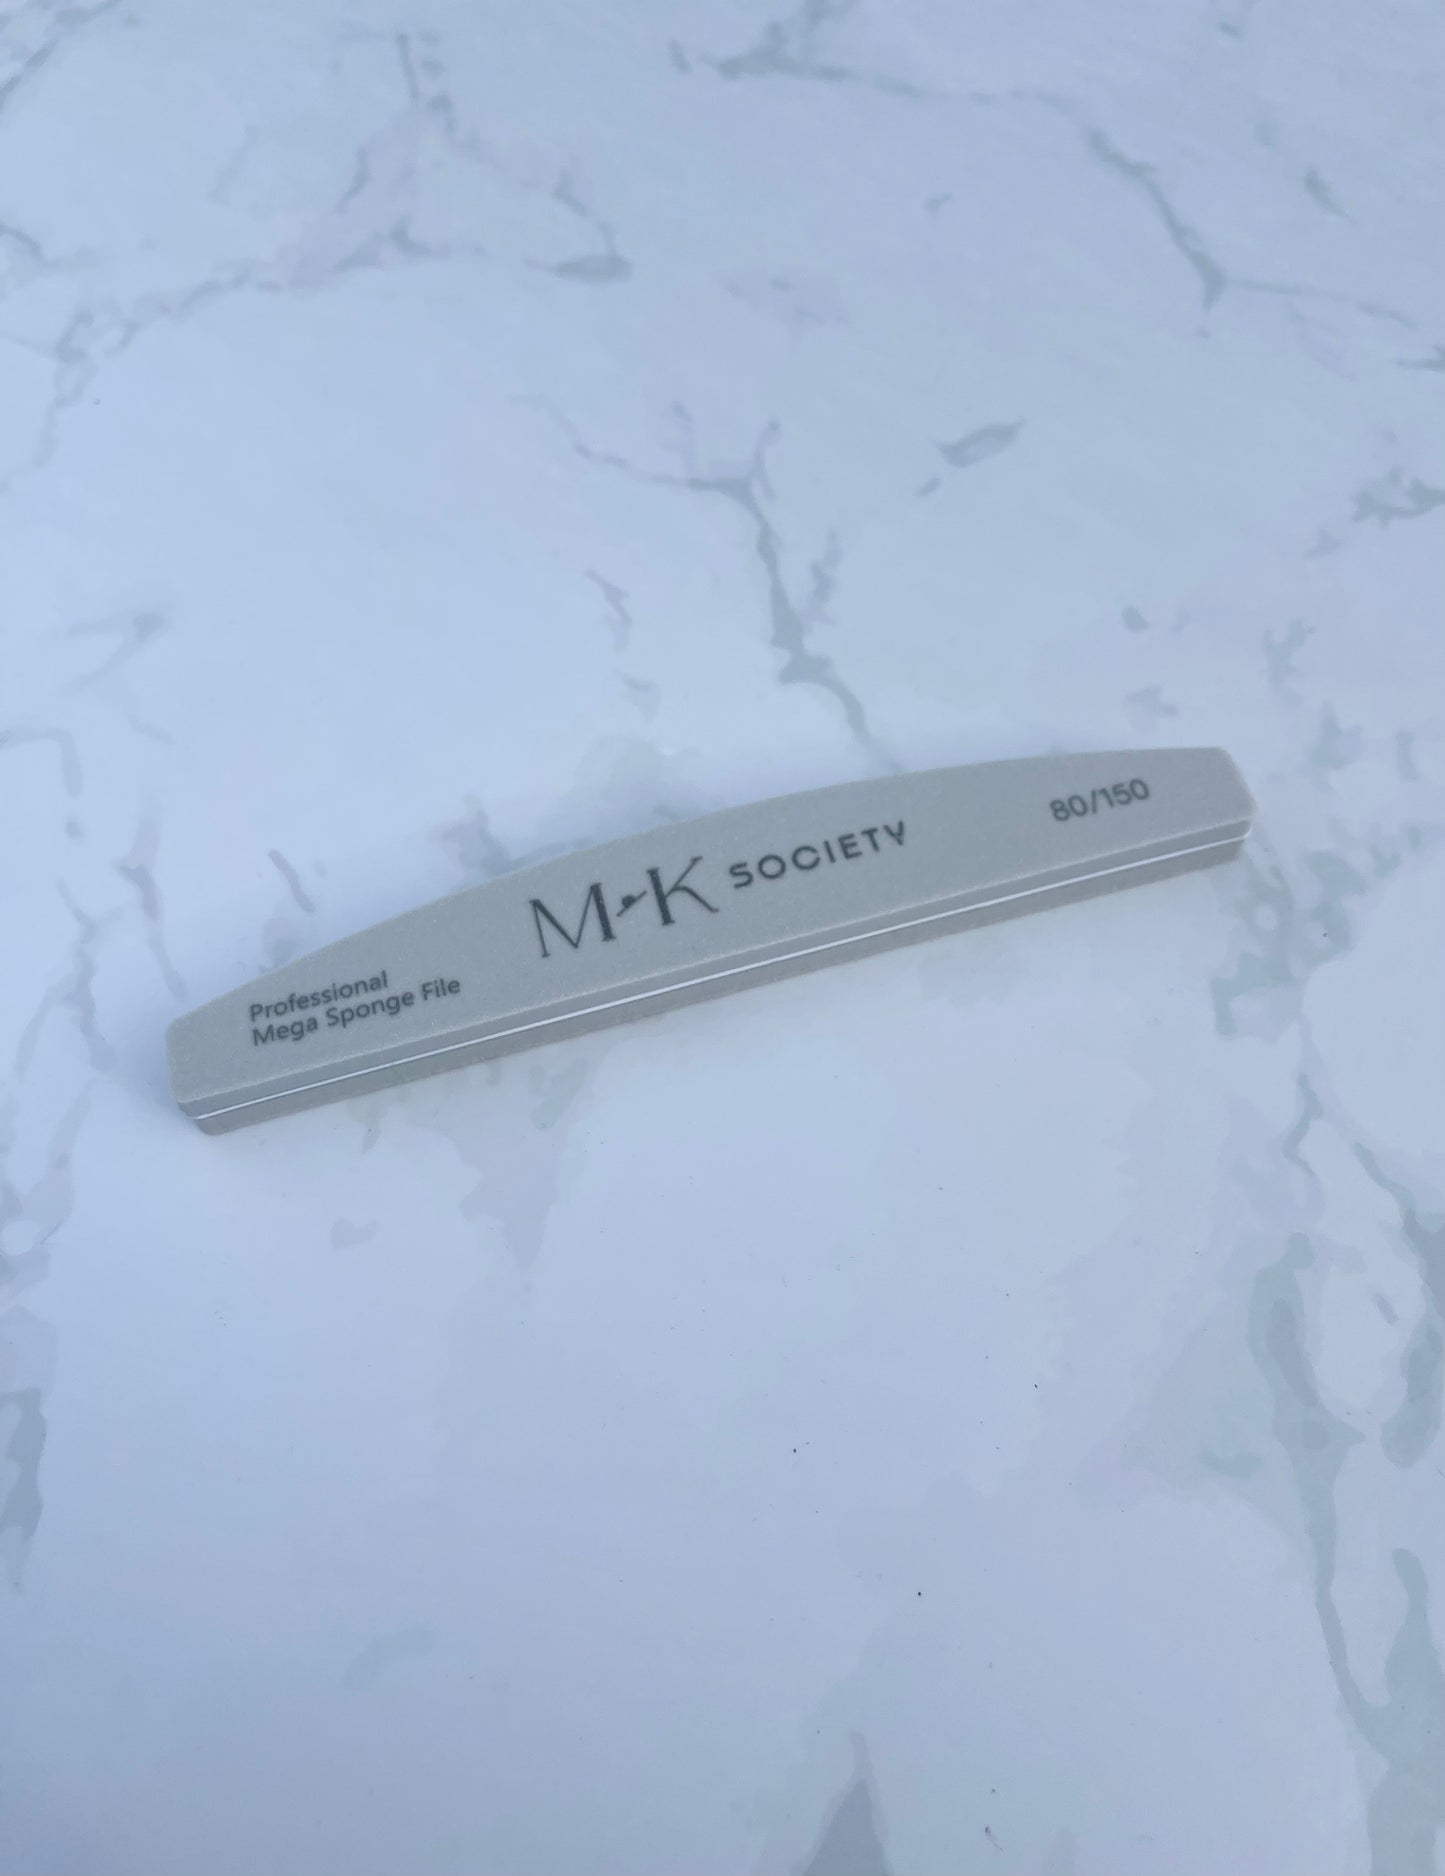 Professional
Mega Sponge File
M K SOCIETY
80/150